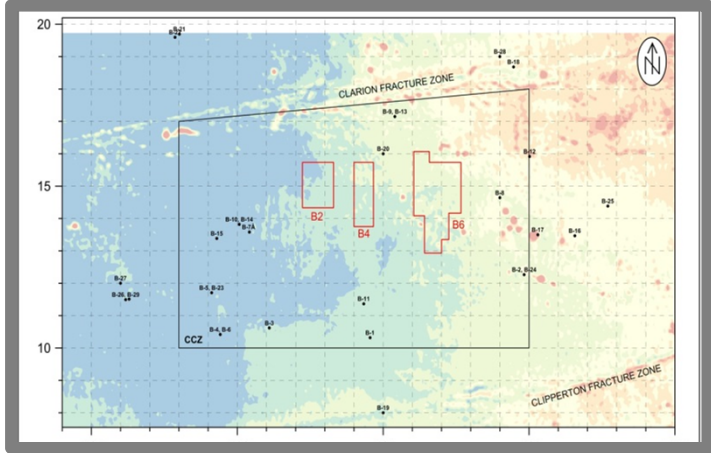 20
B-21
B-28
B-18
N
CLARION FRACTURE ZONE
B-9, B-13
B-20
B-12
15
B-8
B-25
B2
B4
B6
B-10, B-14
B-7A
B-15
B-17
B-16
B-27
B-2, B-24
B-5, B-23
B-26, B-29
B-11
B-3
B-4, B-6
B-1
CCZ
10
CLIPPERTON FRACTURE ZONE
B-19